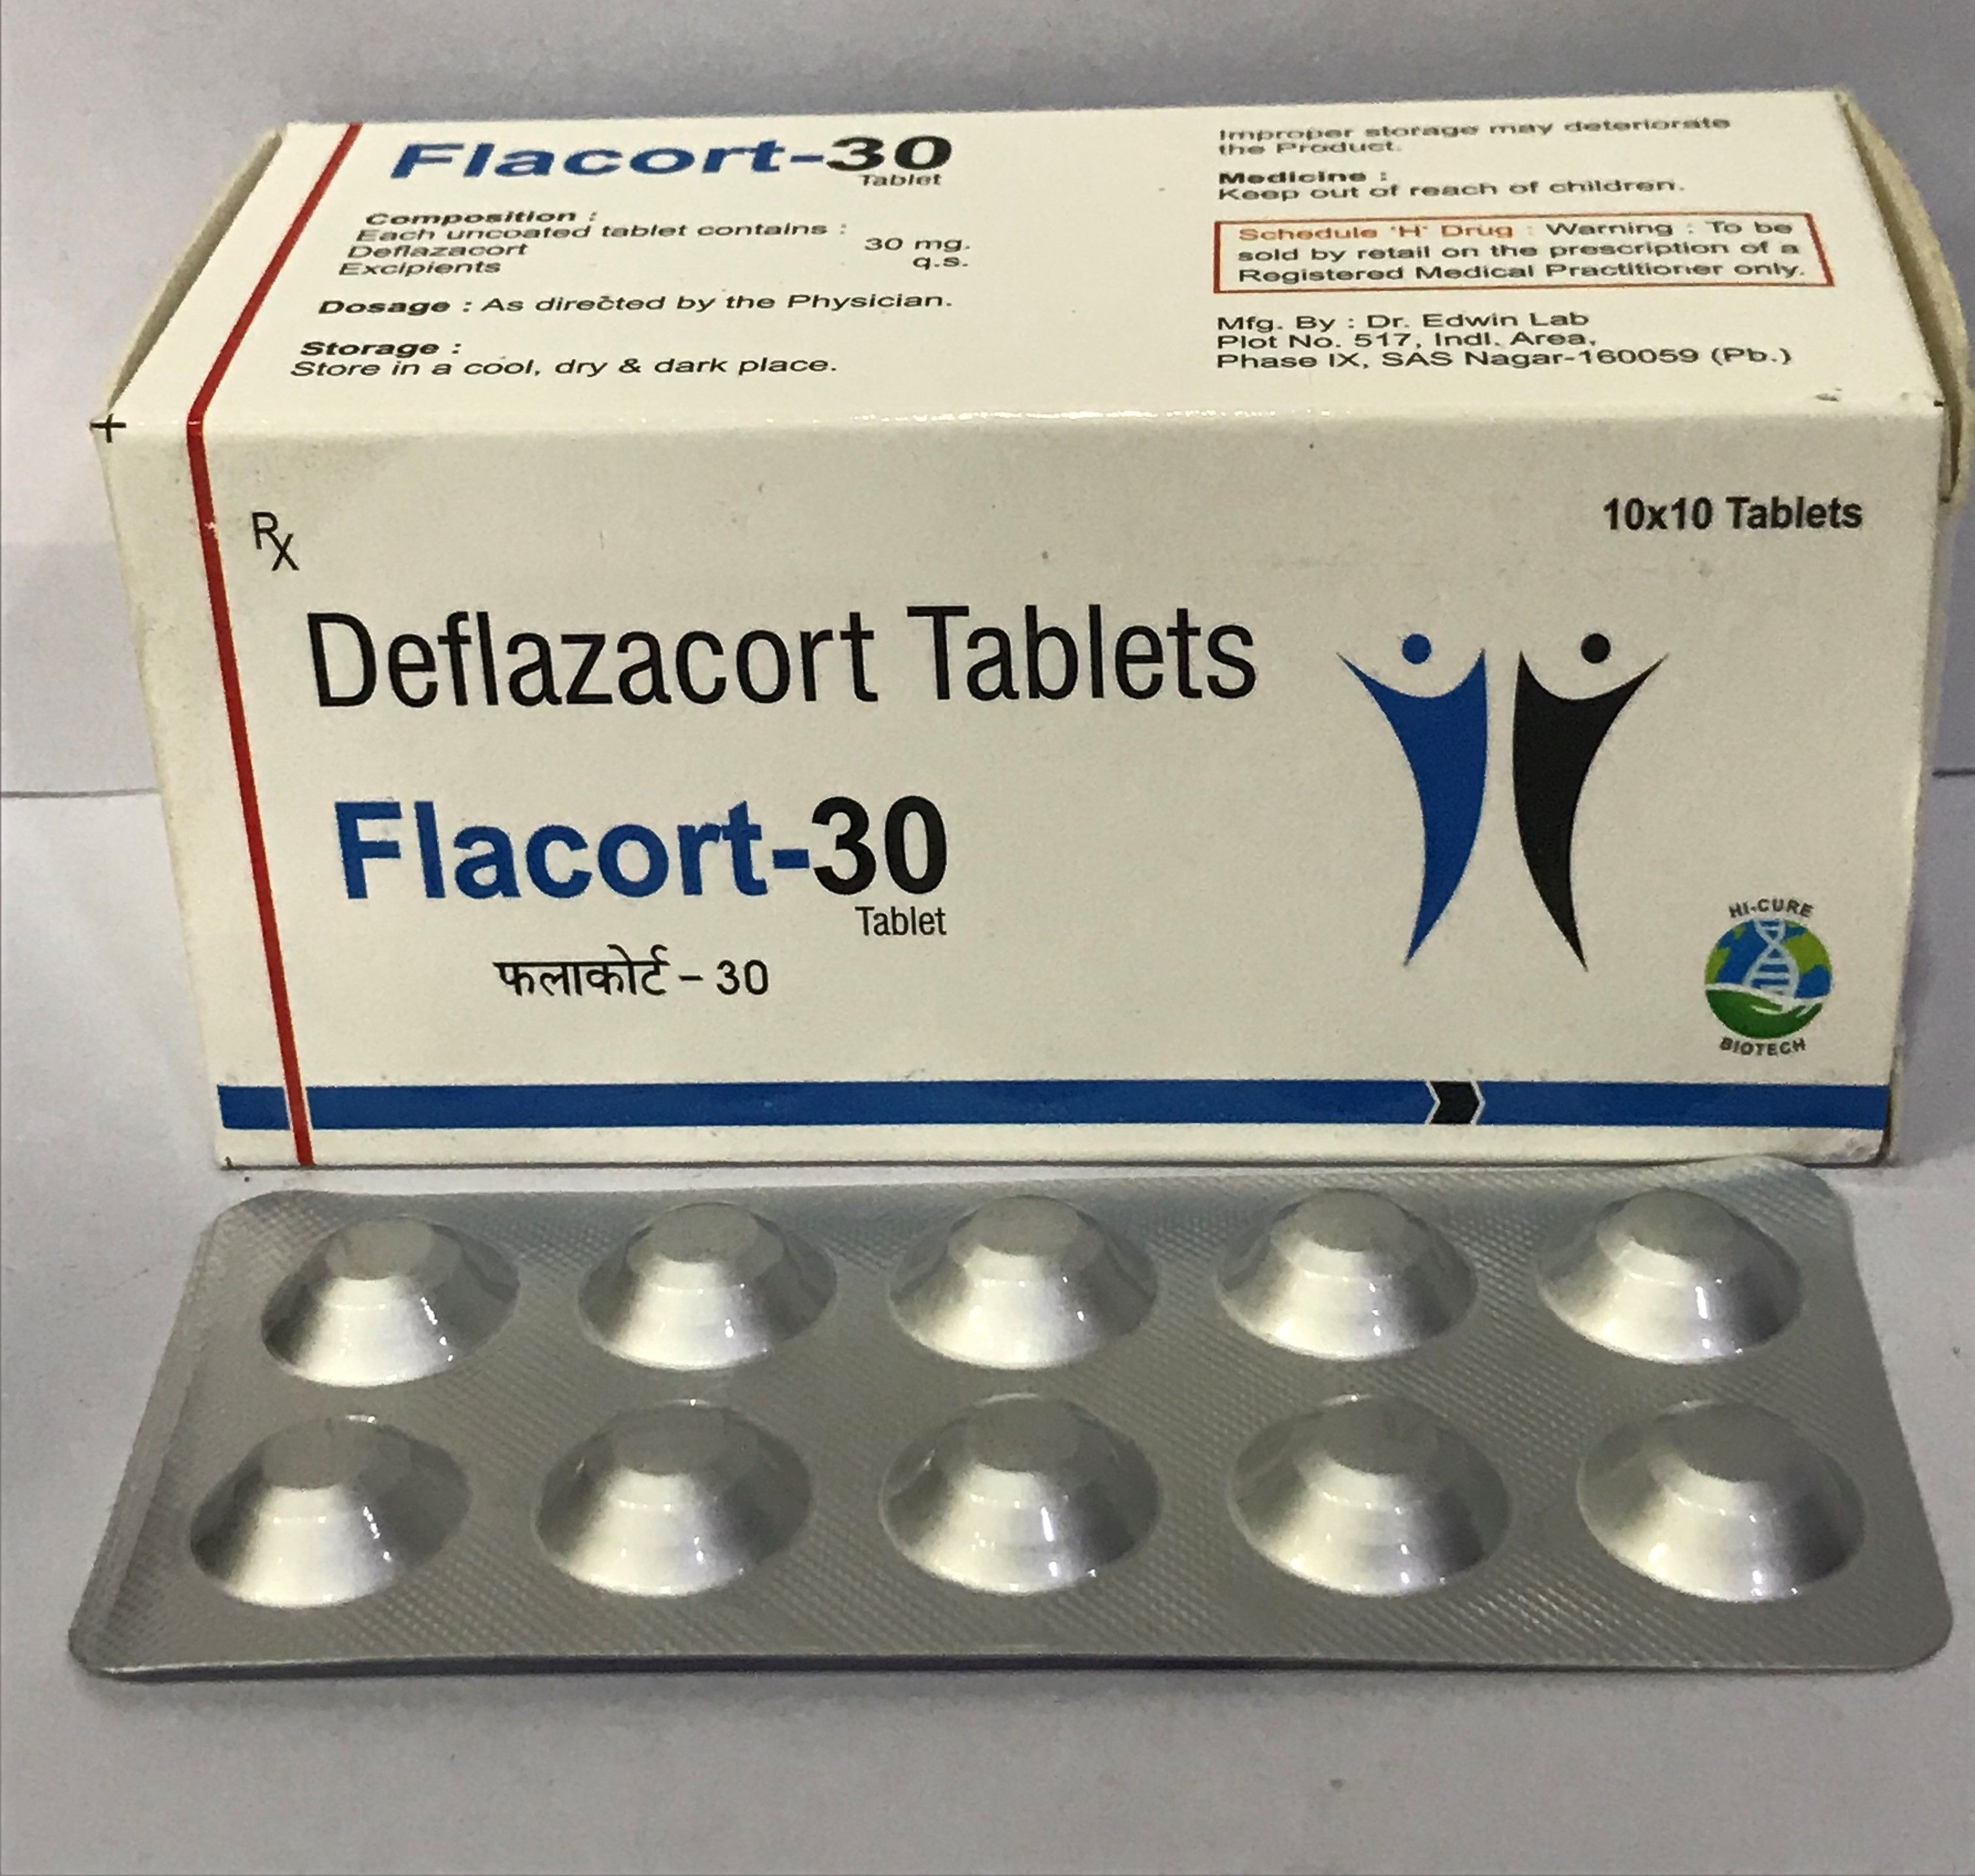 Flacort-30
Tablet
Composition :
Each uncoated tablet contains :
Deflazacort 30 mg.
Excipients q.s.
Dosage : As directed by the Physician.
Storage :
Store in a cool, dry & dark place.
Improper storage may deteriorate
the Product.
Medicine :
Keep out of reach of children.
Schedule 'H' Drug : Warning : To be
sold by retail on the prescription of a
Registered Medical Practitioner only.
Mfg. By : Dr. Edwin Lab
Plot No. 517, Indl. Area,
Phase IX, SAS Nagar-160059 (Pb.)
Rx
10x10 Tablets
Deflazacort Tablets
Flacort-30
Tablet
फलाकोर्ट – 30
HI-CURE
BIOTECH